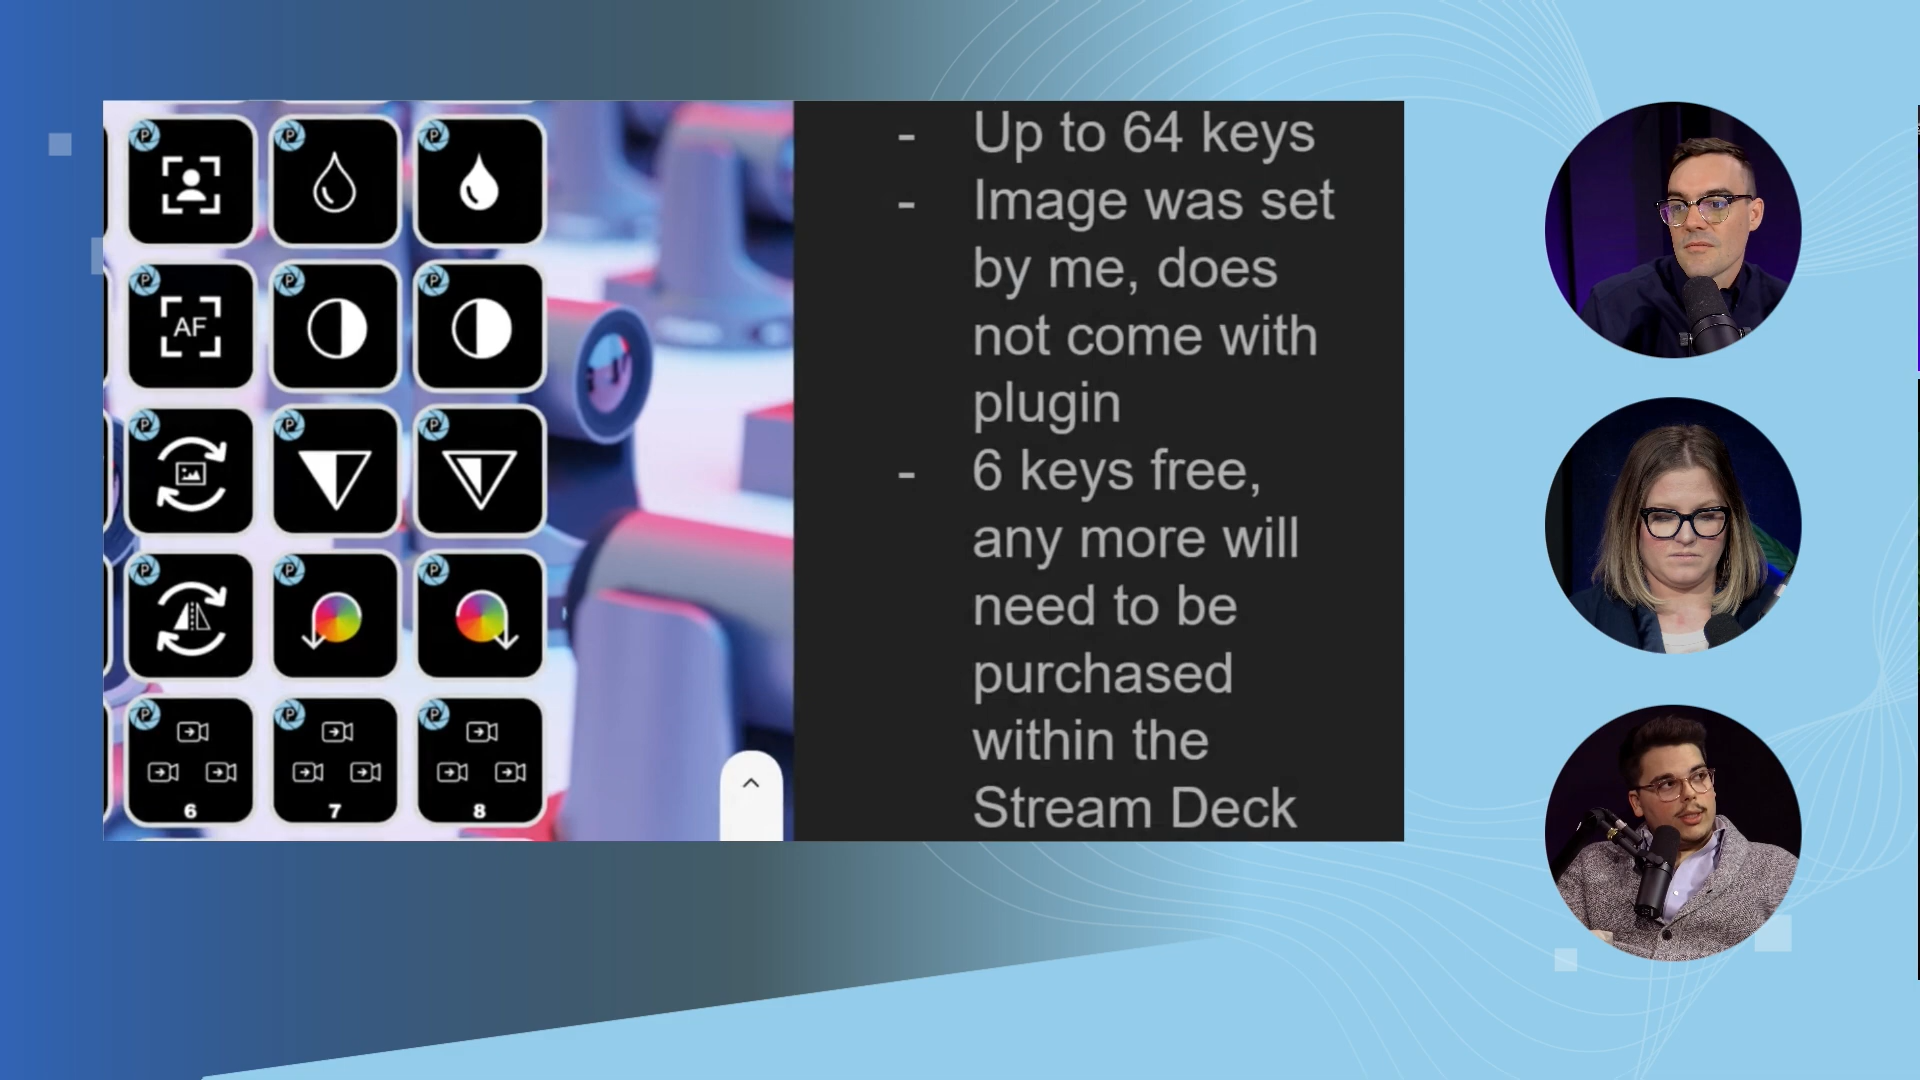 P P P
P P P
AF
P P P
P P P
P P P
6 7 8
- Up to 64 keys
- Image was set
by me, does
not come with
plugin
- 6 keys free,
any more will
need to be
purchased
within the
Stream Deck